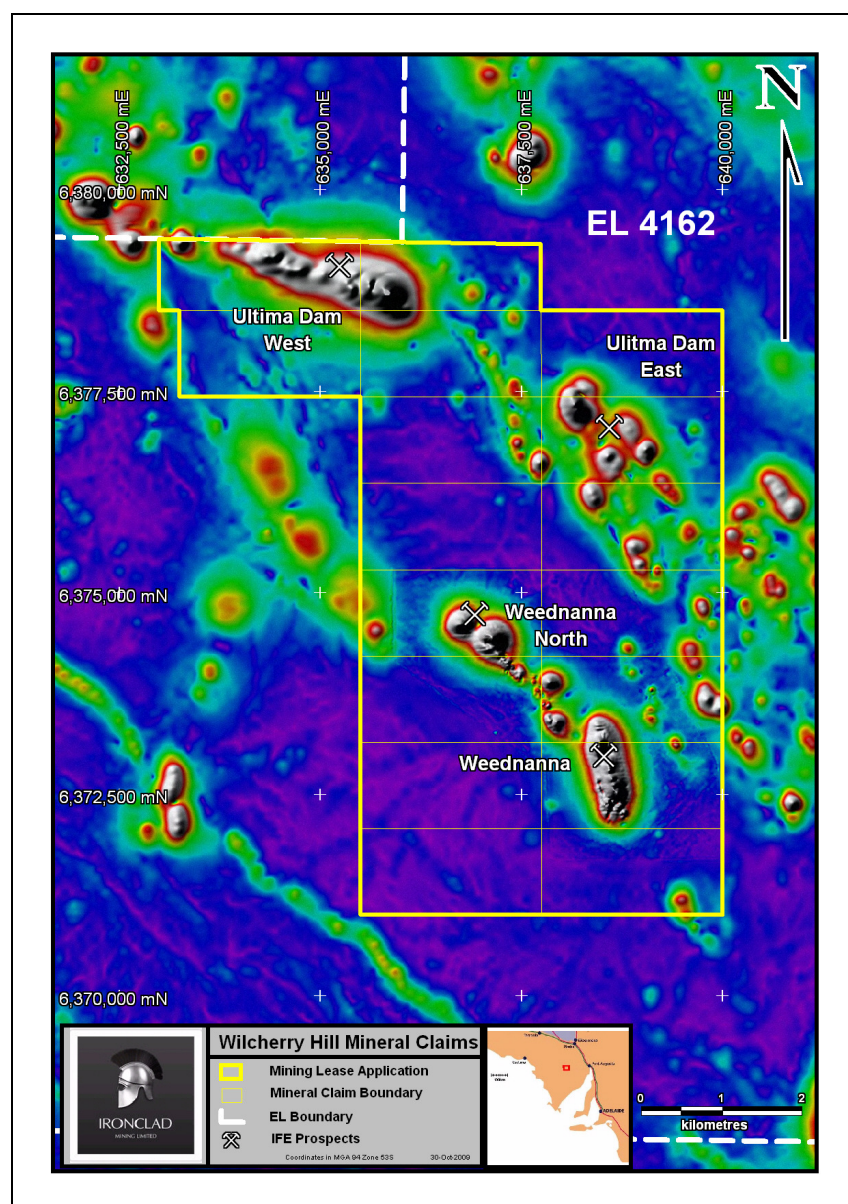 N
632,500 mE
635,000 mE
637,500 mE
640,000 mE
6,380,000 mN
EL 4162
Ultima Dam
West
Ulitma Dam
East
6,377,500 mN
6,375,000 mN
Weednanna
North
Weednanna
6,372,500 mN
6,370,000 mN
IRONCLAD
MINING LIMITED
Wilcherry Hill Mineral Claims
Mining Lease Application
Mineral Claim Boundary
EL Boundary
IFE Prospects
Coordinates in MGA 94 Zone 53S 30-Oct-2009
Port Augusta
ADELAIDE
0 1 2
kilometres